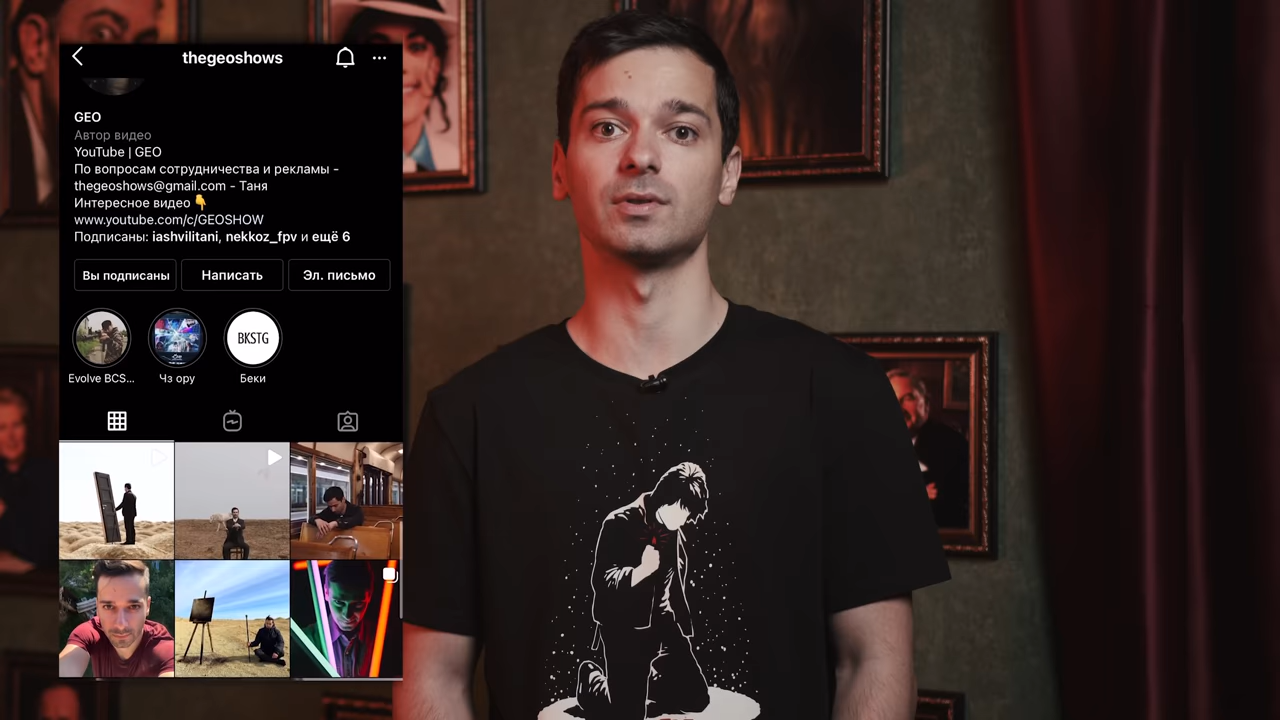 thegeoshows
GEO
Автор видео
YouTube | GEO
По вопросам сотрудничества и рекламы -
thegeoshows@gmail.com - Таня
Интересное видео 👇
www.youtube.com/c/GEOSHOW
Подписаны: iashvilitani, nekkoz_fpv и ещё 6
Вы подписаны Написать Эл. письмо
BKSTG
Evolve BCS... Чз ору Беки